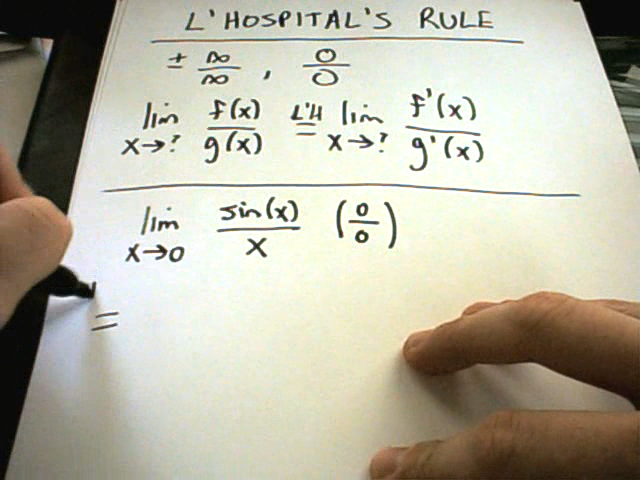 L'HOSPITAL'S RULE
± ∞/∞ , 0/0
lim x→? f(x)/g(x) L'H= lim x→? f'(x)/g'(x)
lim x→0 sin(x)/x (0/0)
=